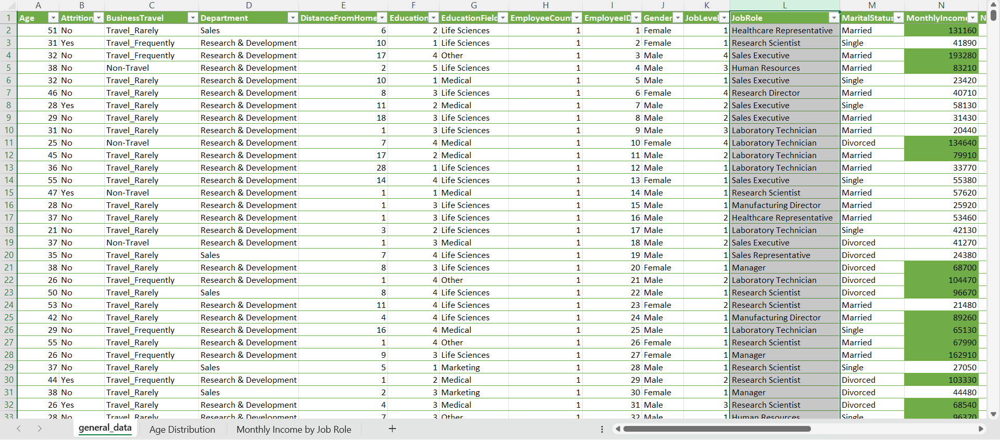 A B C D E F G H I J K L M N
1 Age Attrition BusinessTravel Department DistanceFromHome Education EducationField EmployeeCount EmployeeID Gender JobLevel JobRole MaritalStatus MonthlyIncome N
2 51 No Travel_Rarely Sales 6 2 Life Sciences 1 1 Female 1 Healthcare Representative Married 131160
3 31 Yes Travel_Frequently Research & Development 10 1 Life Sciences 1 2 Female 1 Research Scientist Single 41890
4 32 No Travel_Frequently Research & Development 17 4 Other 1 3 Male 4 Sales Executive Married 193280
5 38 No Non-Travel Research & Development 2 5 Life Sciences 1 4 Male 3 Human Resources Married 83210
6 32 No Travel_Rarely Research & Development 10 1 Medical 1 5 Male 1 Sales Executive Single 23420
7 46 No Travel_Rarely Research & Development 8 3 Life Sciences 1 6 Female 4 Research Director Married 40710
8 28 Yes Travel_Rarely Research & Development 11 2 Medical 1 7 Male 2 Sales Executive Single 58130
9 29 No Travel_Rarely Research & Development 18 3 Life Sciences 1 8 Male 2 Sales Executive Married 31430
10 31 No Travel_Rarely Research & Development 1 3 Life Sciences 1 9 Male 3 Laboratory Technician Married 20440
11 25 No Non-Travel Research & Development 7 4 Medical 1 10 Female 4 Laboratory Technician Divorced 134640
12 45 No Travel_Rarely Research & Development 17 2 Medical 1 11 Male 2 Laboratory Technician Married 79910
13 36 No Travel_Rarely Research & Development 28 1 Life Sciences 1 12 Male 1 Laboratory Technician Married 33770
14 55 No Travel_Rarely Research & Development 14 4 Life Sciences 1 13 Female 1 Sales Executive Single 55380
15 47 Yes Non-Travel Research & Development 1 1 Medical 1 14 Male 1 Research Scientist Married 57620
16 28 No Travel_Rarely Research & Development 1 3 Life Sciences 1 15 Male 1 Manufacturing Director Married 25920
17 37 No Travel_Rarely Research & Development 1 3 Life Sciences 1 16 Male 2 Healthcare Representative Married 53460
18 21 No Travel_Rarely Research & Development 3 2 Life Sciences 1 17 Male 1 Laboratory Technician Single 42130
19 37 No Non-Travel Research & Development 1 3 Medical 1 18 Male 2 Sales Executive Divorced 41270
20 35 No Travel_Rarely Sales 7 4 Life Sciences 1 19 Male 1 Sales Representative Divorced 24380
21 38 No Travel_Rarely Research & Development 8 3 Life Sciences 1 20 Female 1 Manager Divorced 68700
22 26 No Travel_Frequently Research & Development 1 4 Other 1 21 Male 2 Laboratory Technician Divorced 104470
23 50 No Travel_Rarely Sales 8 4 Life Sciences 1 22 Male 1 Research Scientist Divorced 96670
24 53 No Travel_Rarely Research & Development 11 4 Life Sciences 1 23 Female 2 Research Scientist Married 21480
25 42 No Travel_Rarely Research & Development 4 4 Life Sciences 1 24 Male 1 Manufacturing Director Married 89260
26 29 No Travel_Frequently Research & Development 16 4 Medical 1 25 Male 1 Laboratory Technician Single 65130
27 55 No Travel_Rarely Research & Development 1 4 Other 1 26 Female 1 Research Scientist Married 67990
28 26 No Travel_Frequently Research & Development 9 3 Life Sciences 1 27 Female 1 Manager Married 162910
29 37 No Travel_Rarely Sales 5 1 Marketing 1 28 Male 1 Research Scientist Single 27050
30 44 Yes Travel_Frequently Research & Development 1 2 Medical 1 29 Male 2 Research Scientist Divorced 103330
31 38 No Travel_Rarely Sales 2 3 Marketing 1 30 Female 1 Manager Divorced 44480
32 26 Yes Travel_Rarely Research & Development 4 3 Medical 1 31 Male 3 Research Scientist Divorced 68540
33 28 No Travel_Rarely Research & Development 7 3 Other 1 32 Male 1 Human Resources Single 96370
general_data Age Distribution Monthly Income by Job Role +